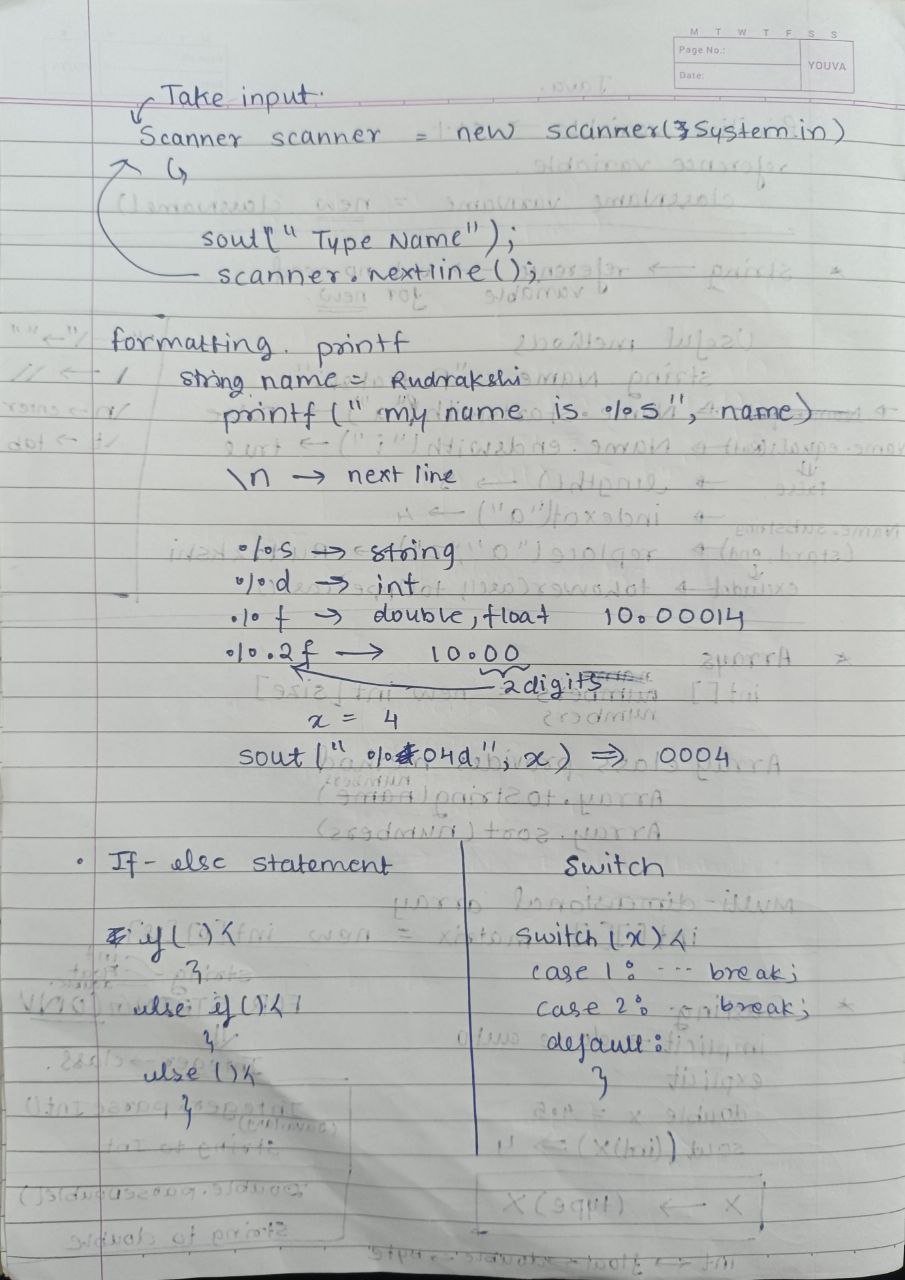 M T W T F S S
Page No.:
Date:
YOUVA
Take input.
Scanner scanner = new scanner(System.in)
sout(" Type Name");
scanner.nextline();
formatting. printf
string name = Rudrakshi
printf (" my name is %s", name)
\n → next line
%s → string
%d → int
%f → double, float 10.00014
%.2f → 10.00
2 digits
x = 4
sout (" %04d", x) ⇒ 0004
• If - else statement
if ( ) {
}
else if () {
}
else () {
}
Switch
Switch (x) {
case 1: --- break;
case 2: break;
default:
}